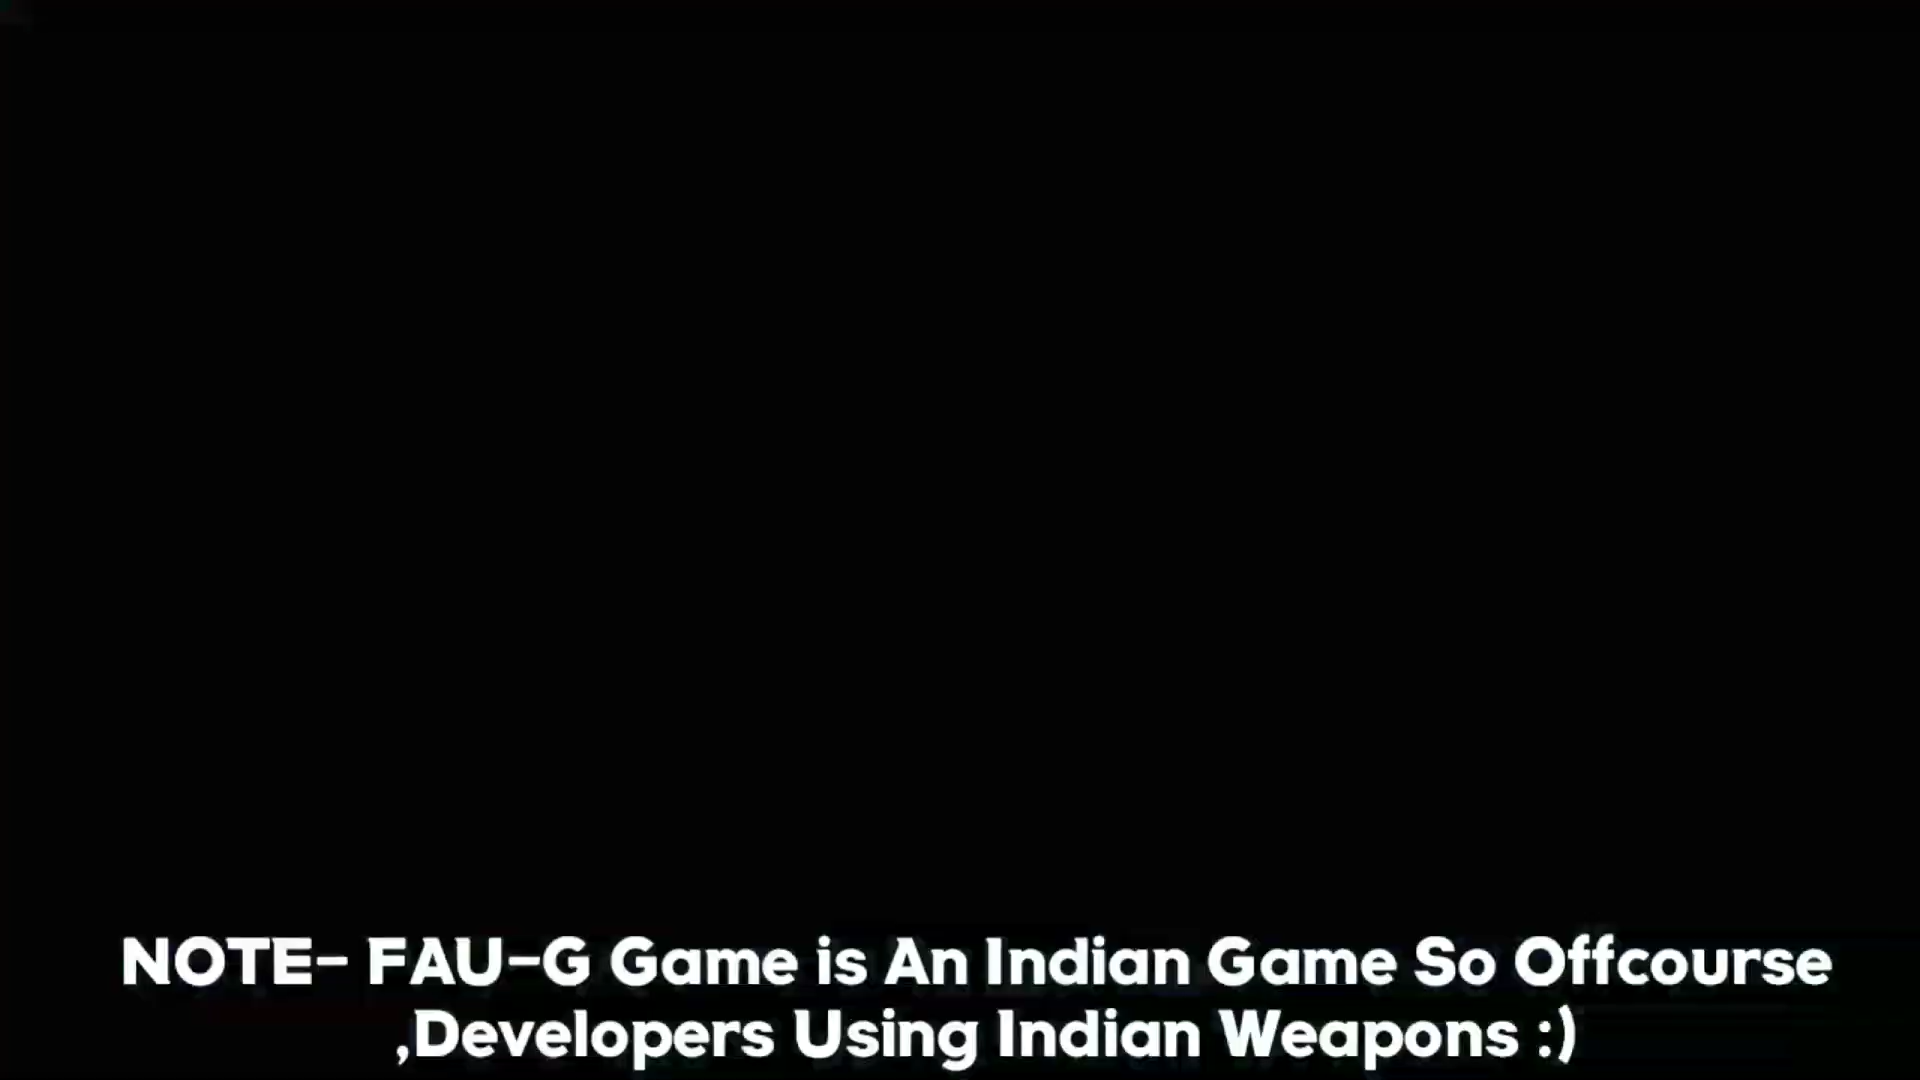 NOTE- FAU-G Game is An Indian Game So Offcourse
,Developers Using Indian Weapons :)